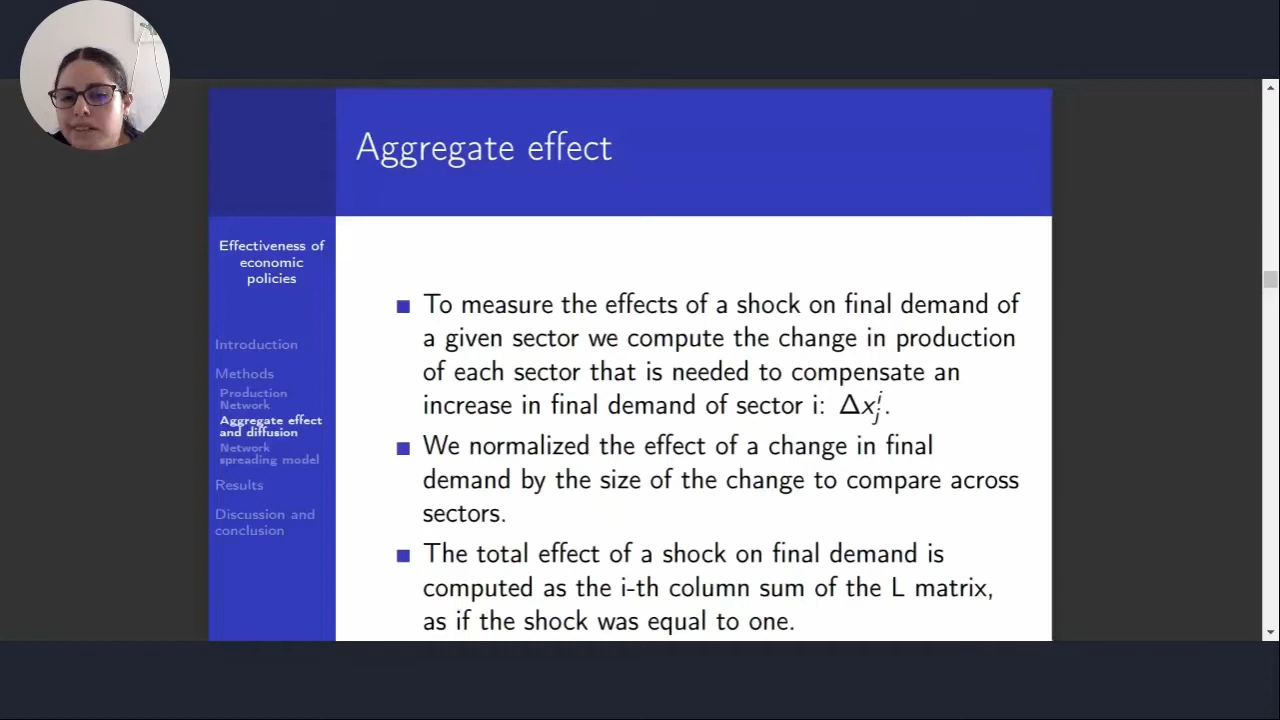 Aggregate effect
Effectiveness of
economic
policies
Introduction
Methods
Production
Network
Aggregate effect
and diffusion
Network
spreading model
Results
Discussion and
conclusion
To measure the effects of a shock on final demand of
a given sector we compute the change in production
of each sector that is needed to compensate an
increase in final demand of sector i: Δxʲᵢ.
We normalized the effect of a change in final
demand by the size of the change to compare across
sectors.
The total effect of a shock on final demand is
computed as the i-th column sum of the L matrix,
as if the shock was equal to one.